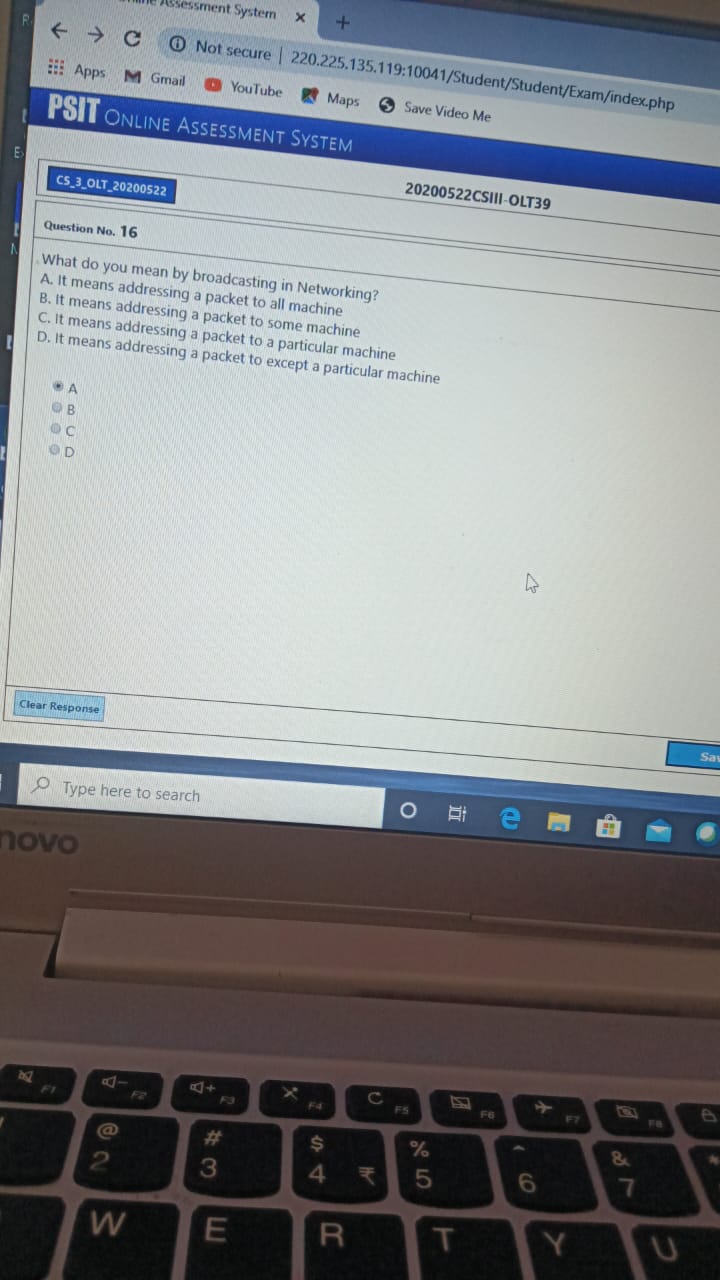 Assessment System
Not secure | 220.225.135.119:10041/Student/Student/Exam/index.php
Apps Gmail YouTube Maps Save Video Me
PSIT ONLINE ASSESSMENT SYSTEM
CS_3_OLT_20200522 20200522CSIII-OLT39
Question No. 16
What do you mean by broadcasting in Networking?
A. It means addressing a packet to all machine
B. It means addressing a packet to some machine
C. It means addressing a packet to a particular machine
D. It means addressing a packet to except a particular machine
A
B
C
D
Clear Response
Type here to search
F1 F2 F3 F4 F5 F6 F7 F8
@ # $ % ^ &
2 3 4 ₹ 5 6 7
W E R T Y U